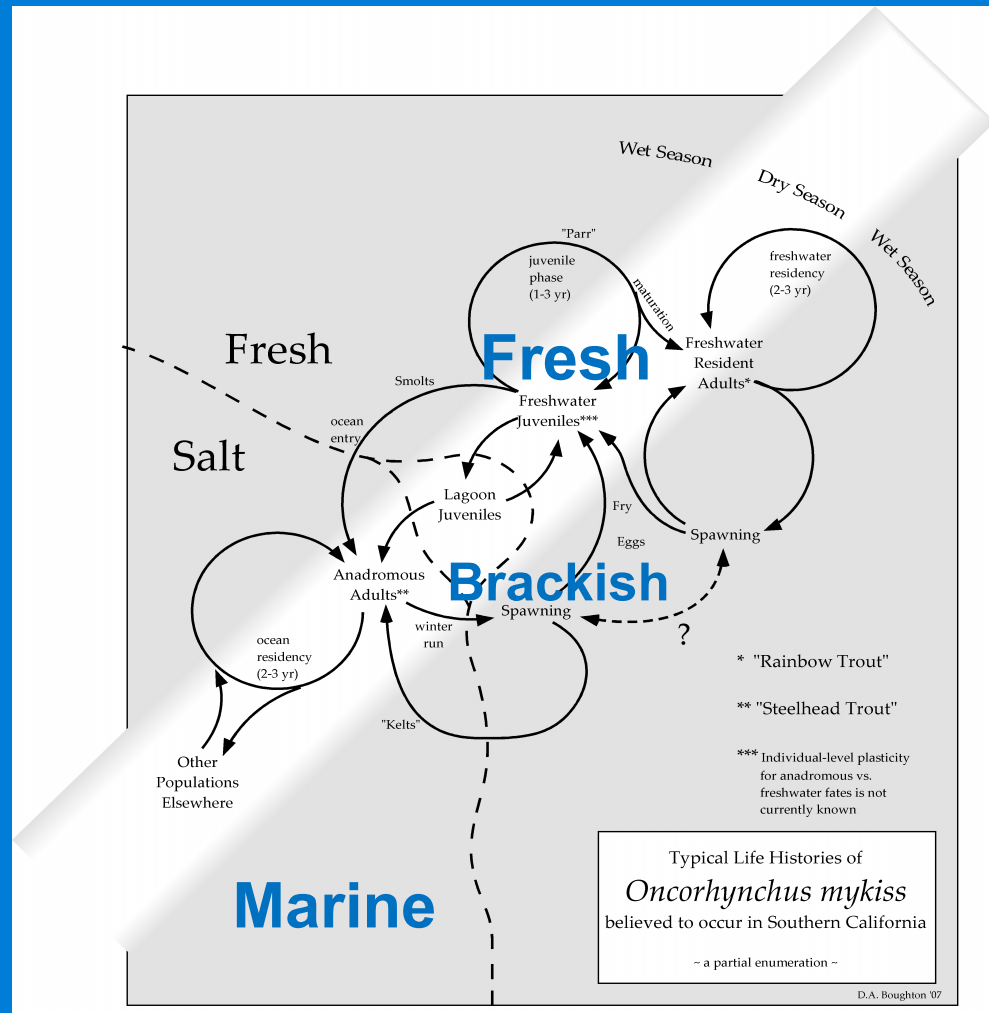 Wet Season
Dry Season
Wet Season
"Parr"
juvenile
phase
(1-3 yr)
maturation
freshwater
residency
(2-3 yr)
Fresh
Fresh
Freshwater
Resident
Adults*
Smolts
Freshwater
Juveniles***
ocean
entry
Salt
Lagoon
Juveniles
Fry
Eggs
Spawning
Anadromous
Adults**
Brackish
Spawning
winter
run
?
ocean
residency
(2-3 yr)
"Kelts"
* "Rainbow Trout"
** "Steelhead Trout"
*** Individual-level plasticity
for anadromous vs.
freshwater fates is not
currently known
Other
Populations
Elsewhere
Marine
Typical Life Histories of
Oncorhynchus mykiss
believed to occur in Southern California
~ a partial enumeration ~
D.A. Boughton '07